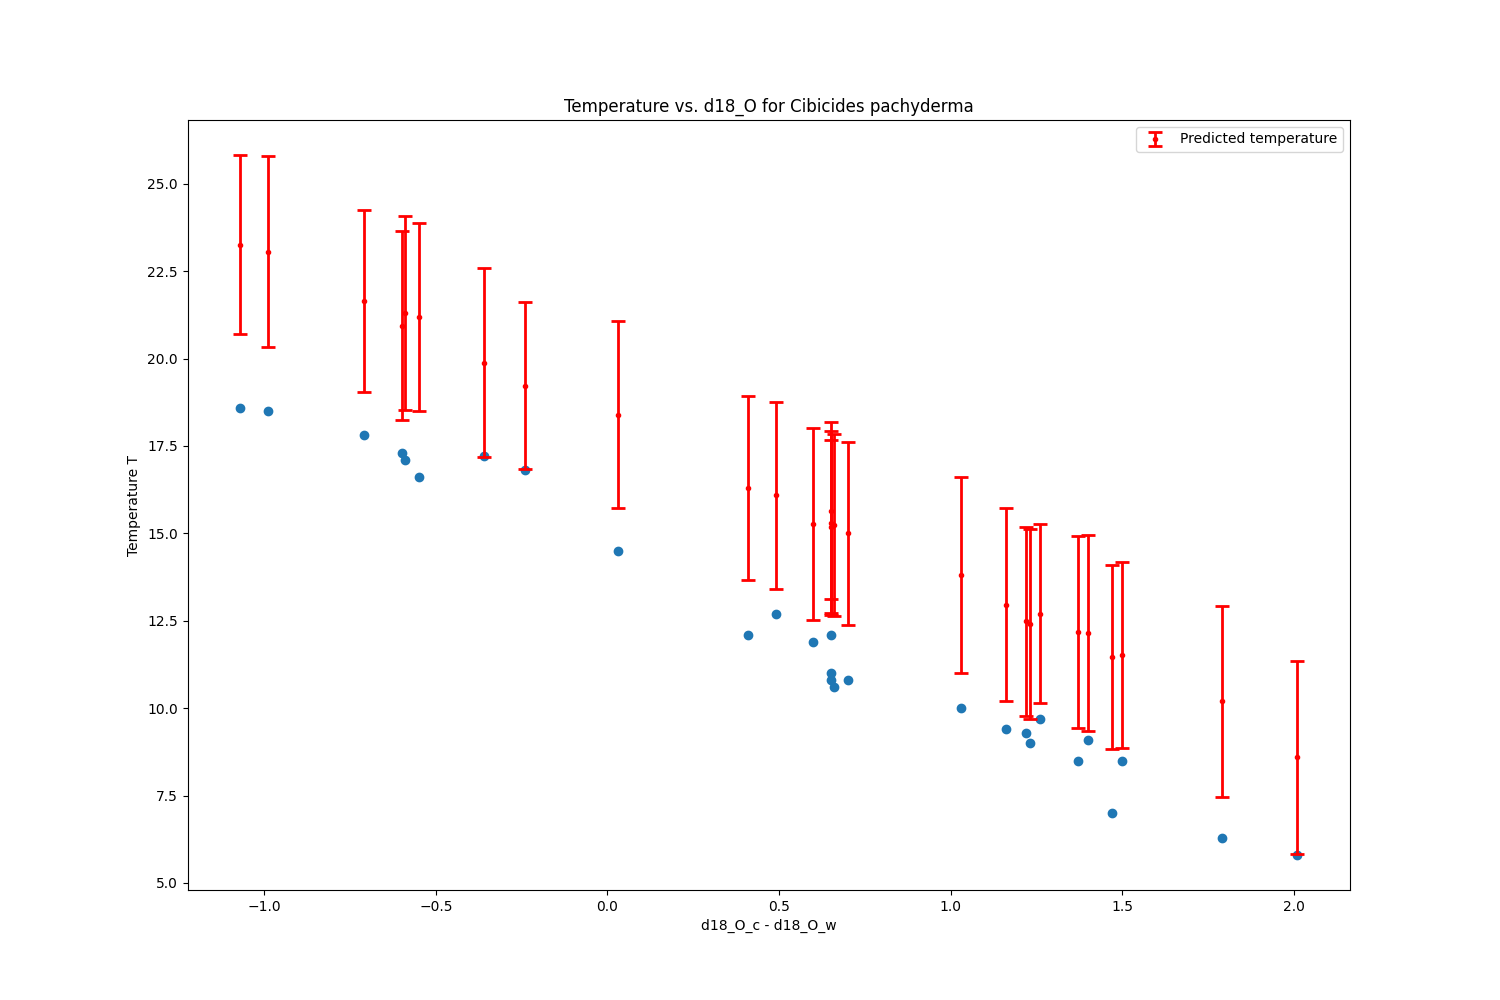 Temperature vs. d18_O for Cibicides pachyderma
Predicted temperature
25.0
22.5
20.0
17.5
15.0
12.5
10.0
7.5
5.0
Temperature T
−1.0 −0.5 0.0 0.5 1.0 1.5 2.0
d18_O_c - d18_O_w